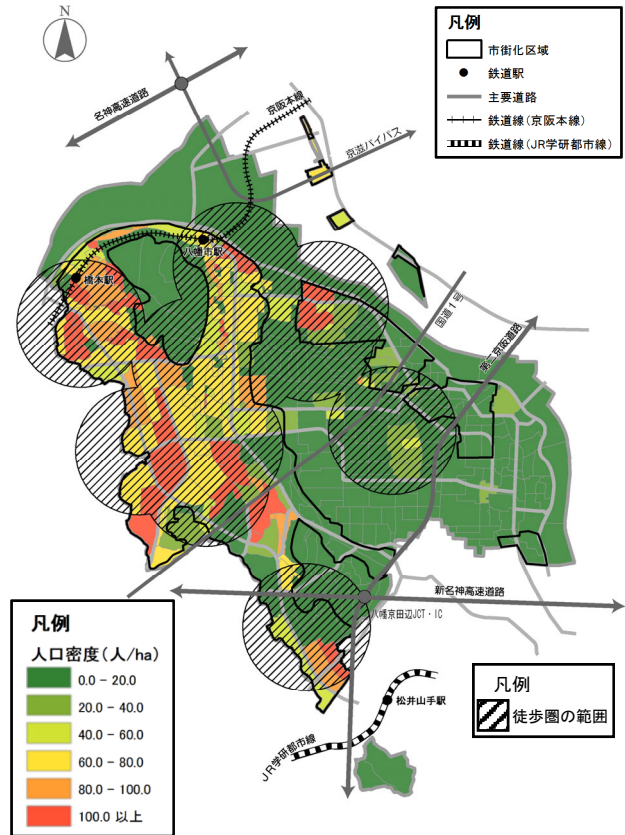 N
凡例
市街化区域
鉄道駅
主要道路
鉄道線(京阪本線)
鉄道線(JR学研都市線)
名神高速道路
京阪本線
京滋バイパス
八幡市駅
橋本駅
国道1号
第二京阪道路
新名神高速道路
八幡京田辺JCT・IC
松井山手駅
JR学研都市線
凡例
人口密度(人/ha)
0.0 - 20.0
20.0 - 40.0
40.0 - 60.0
60.0 - 80.0
80.0 - 100.0
100.0 以上
凡例
徒歩圏の範囲